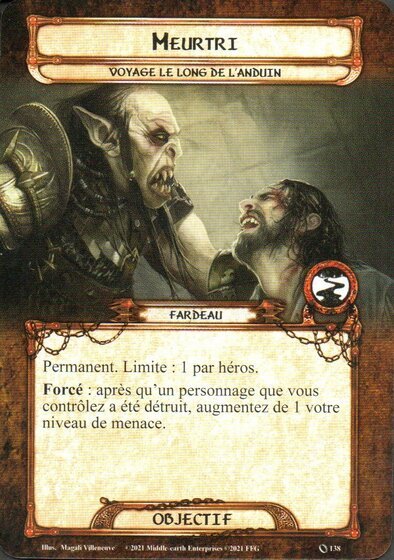 MEURTRI
VOYAGE LE LONG DE L'ANDUIN
FARDEAU
Permanent. Limite : 1 par héros.
Forcé : après qu'un personnage que vous
contrôlez a été détruit, augmentez de 1 votre
niveau de menace.
OBJECTIF
Illus. Magali Villeneuve ©2021 Middle-earth Enterprises ©2021 FFG 138